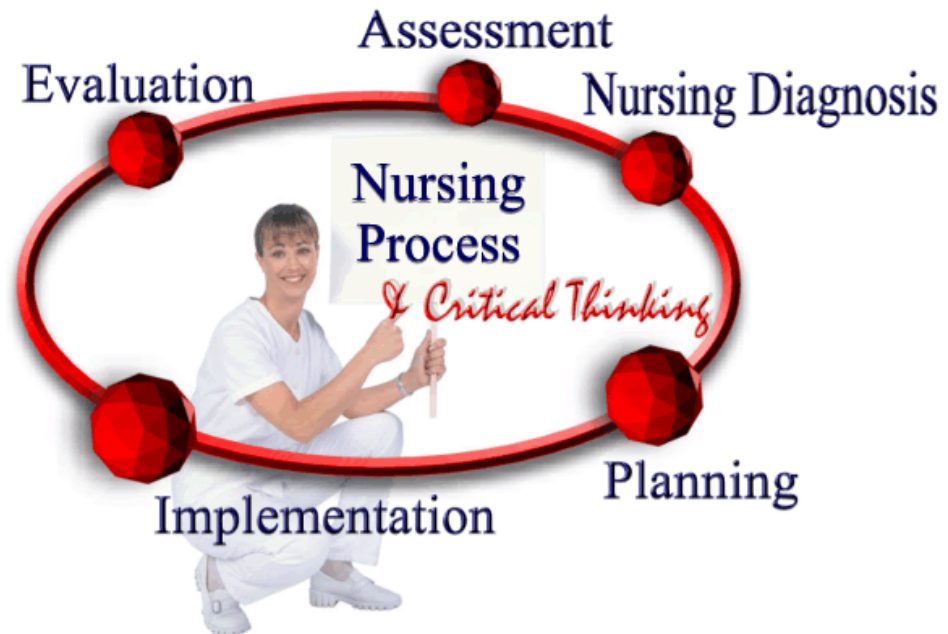 Assessment
Evaluation
Nursing Diagnosis
Nursing
Process
& Critical Thinking
Planning
Implementation